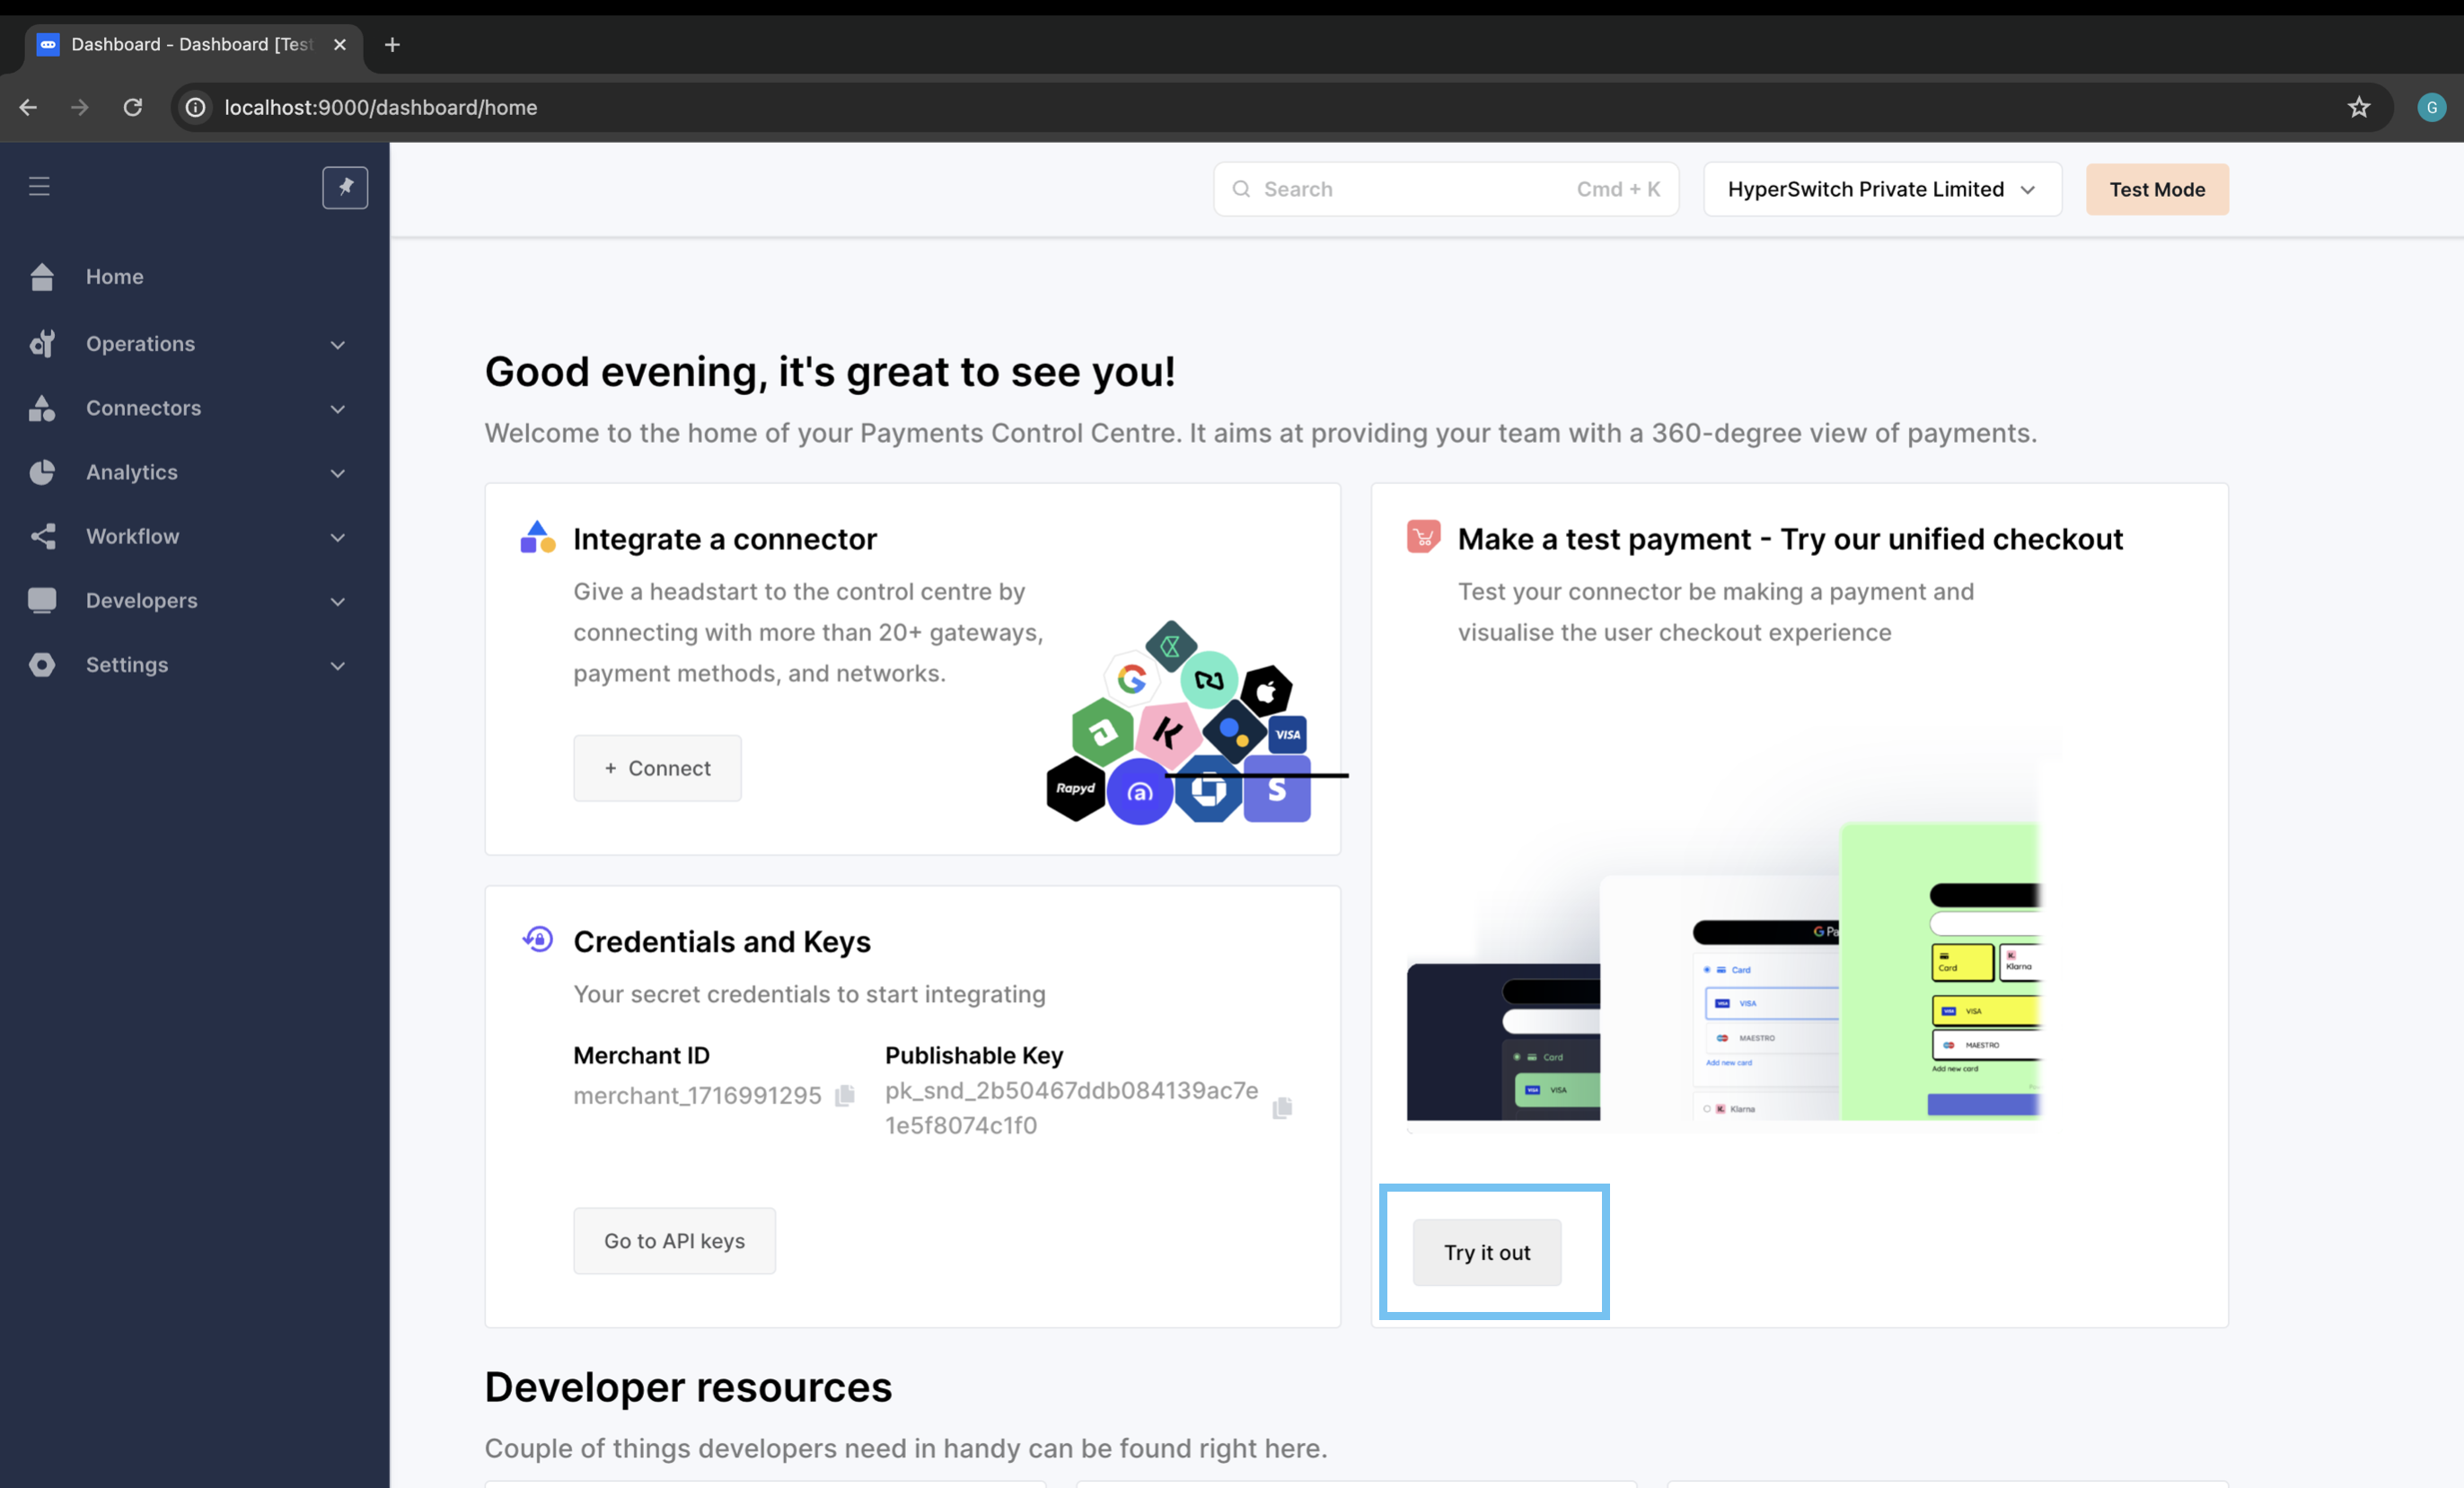 Dashboard - Dashboard [Test
localhost:9000/dashboard/home
G
Search
Cmd + K
HyperSwitch Private Limited
Test Mode
Home
Operations
Connectors
Analytics
Workflow
Developers
Settings
Good evening, it's great to see you!
Welcome to the home of your Payments Control Centre. It aims at providing your team with a 360-degree view of payments.
Integrate a connector
Give a headstart to the control centre by
connecting with more than 20+ gateways,
payment methods, and networks.
+ Connect
VISA
Rapyd
a
S
Make a test payment - Try our unified checkout
Test your connector be making a payment and
visualise the user checkout experience
Card
VISA
G Pa
Card
VISA
MAESTRO
Add new card
Klarna
Card
Klarna
VISA
MAESTRO
Add new card
Try it out
Credentials and Keys
Your secret credentials to start integrating
Merchant ID
merchant_1716991295
Publishable Key
pk_snd_2b50467ddb084139ac7e
1e5f8074c1f0
Go to API keys
Developer resources
Couple of things developers need in handy can be found right here.